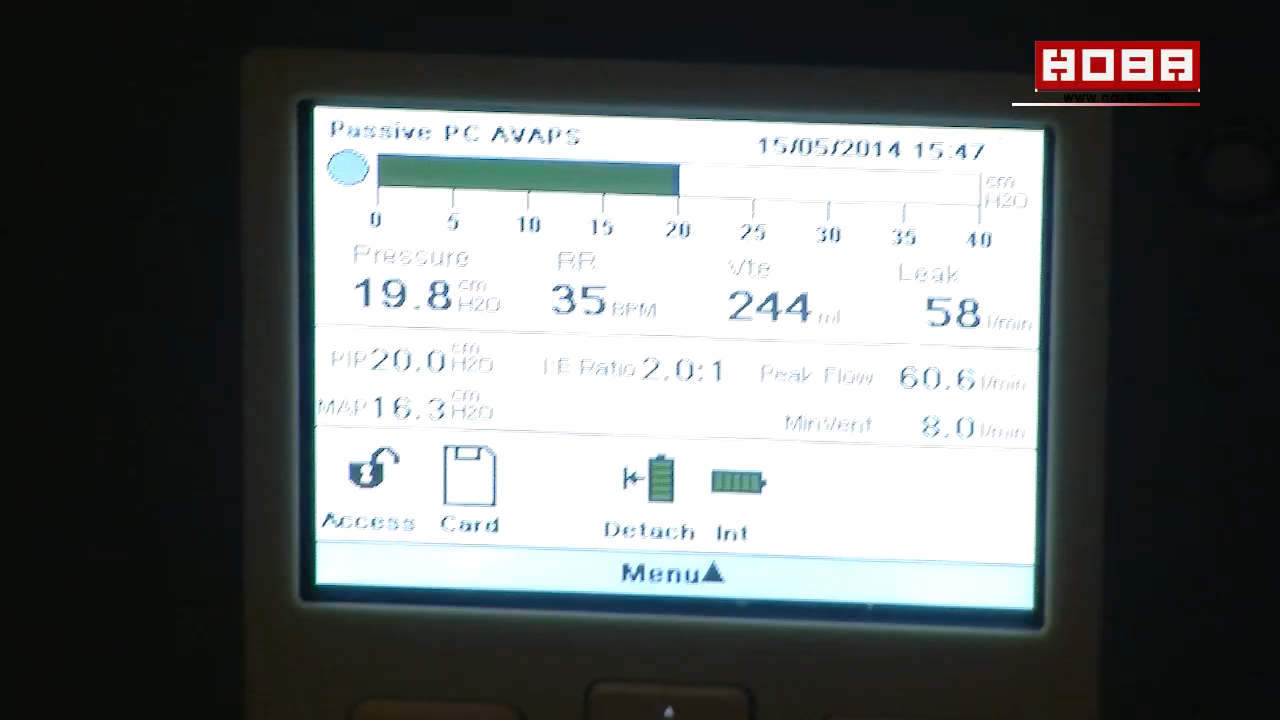 НОВА
Passive PC AVAPS
15/05/2014 15:47
cm
H2O
0 5 10 15 20 25 30 35 40
Pressure RR Vte Leak
19.8 cm H2O 35 BPM 244 ml 58 l/min
PIP 20.0 cm H2O I:E Ratio 2.0:1 Peak Flow 60.6 l/min
MAP 16.3 cm H2O MinVent 8.0 l/min
Access Card Detach Int
Menu